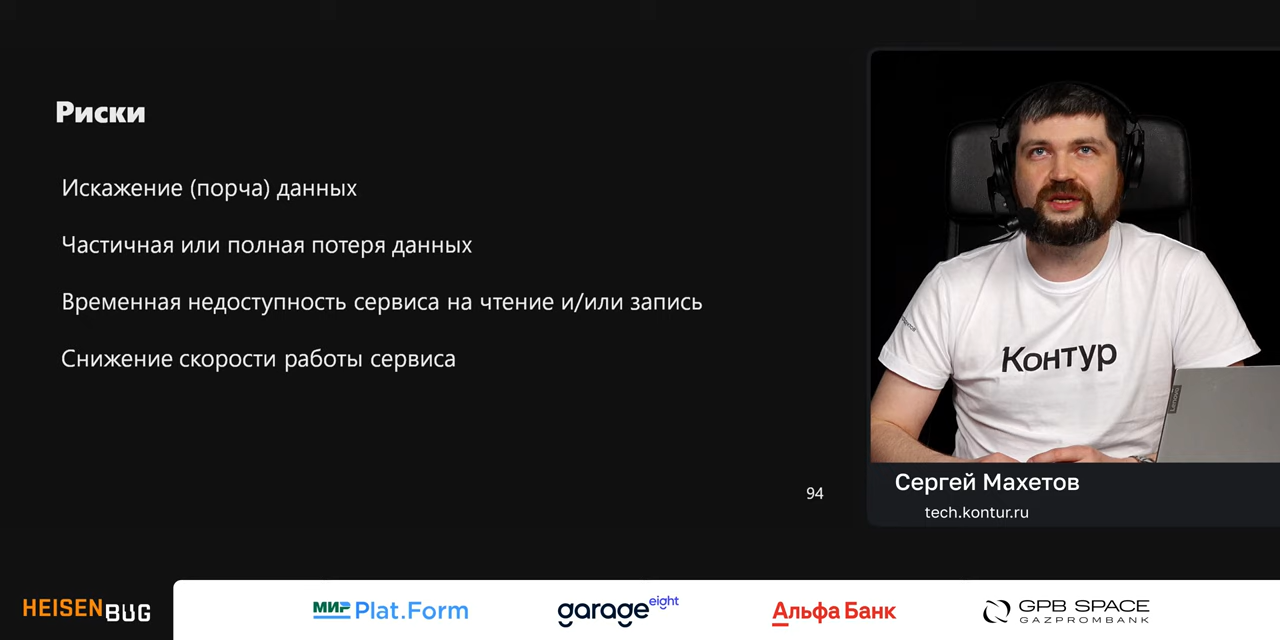 Риски
Искажение (порча) данных
Частичная или полная потеря данных
Временная недоступность сервиса на чтение и/или запись
Снижение скорости работы сервиса
94
Контур
Lenovo
Сергей Махетов
tech.kontur.ru
HEISENBUG
МИР Plat.Form
garage eight
Альфа Банк
GPB SPACE
GAZPROMBANK